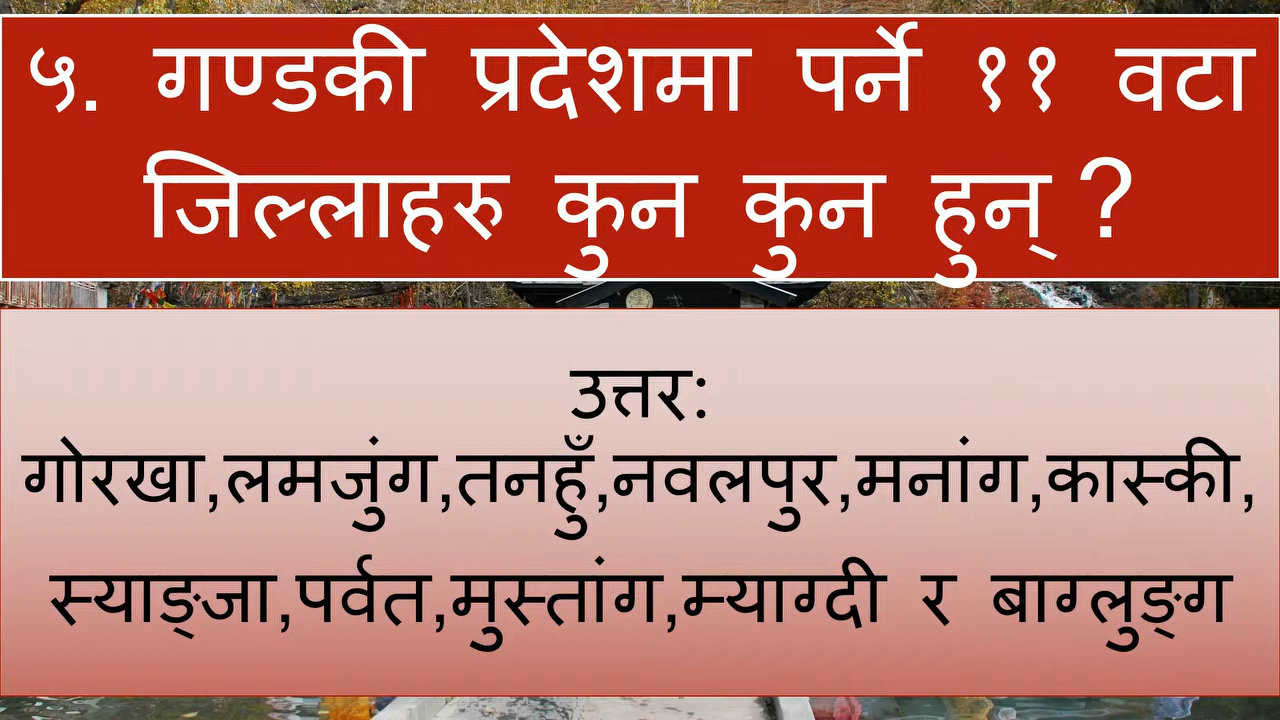 ५. गण्डकी प्रदेशमा पर्ने ११ वटा
जिल्लाहरु कुन कुन हुन् ?
उत्तर:
गोरखा,लमजुंग,तनहुँ,नवलपुर,मनांग,कास्की,
स्याङ्जा,पर्वत,मुस्तांग,म्याग्दी र बाग्लुङ्ग